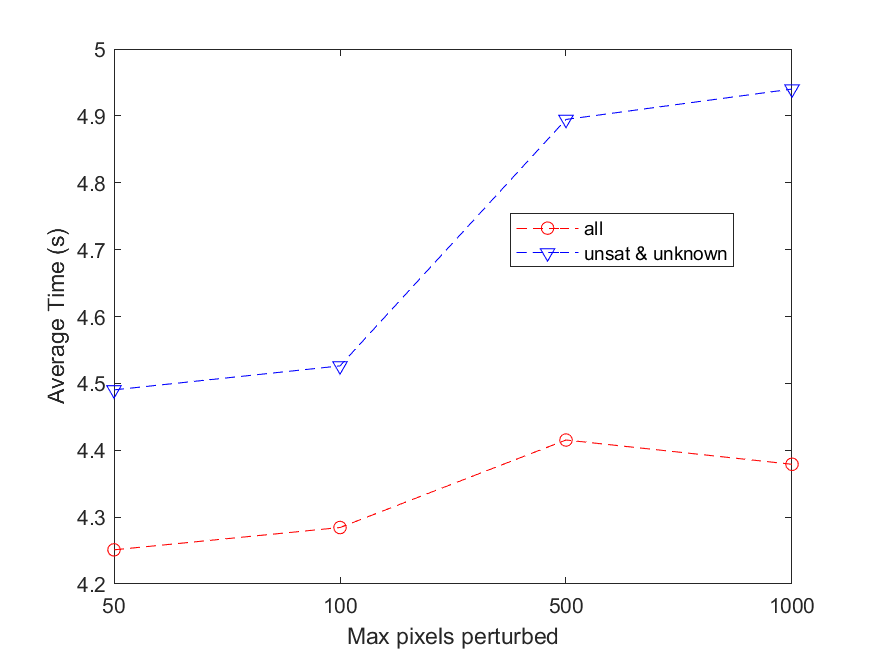 5
4.9
4.8
4.7
4.6
4.5
4.4
4.3
4.2
Average Time (s)
all
unsat & unknown
50 100 500 1000
Max pixels perturbed